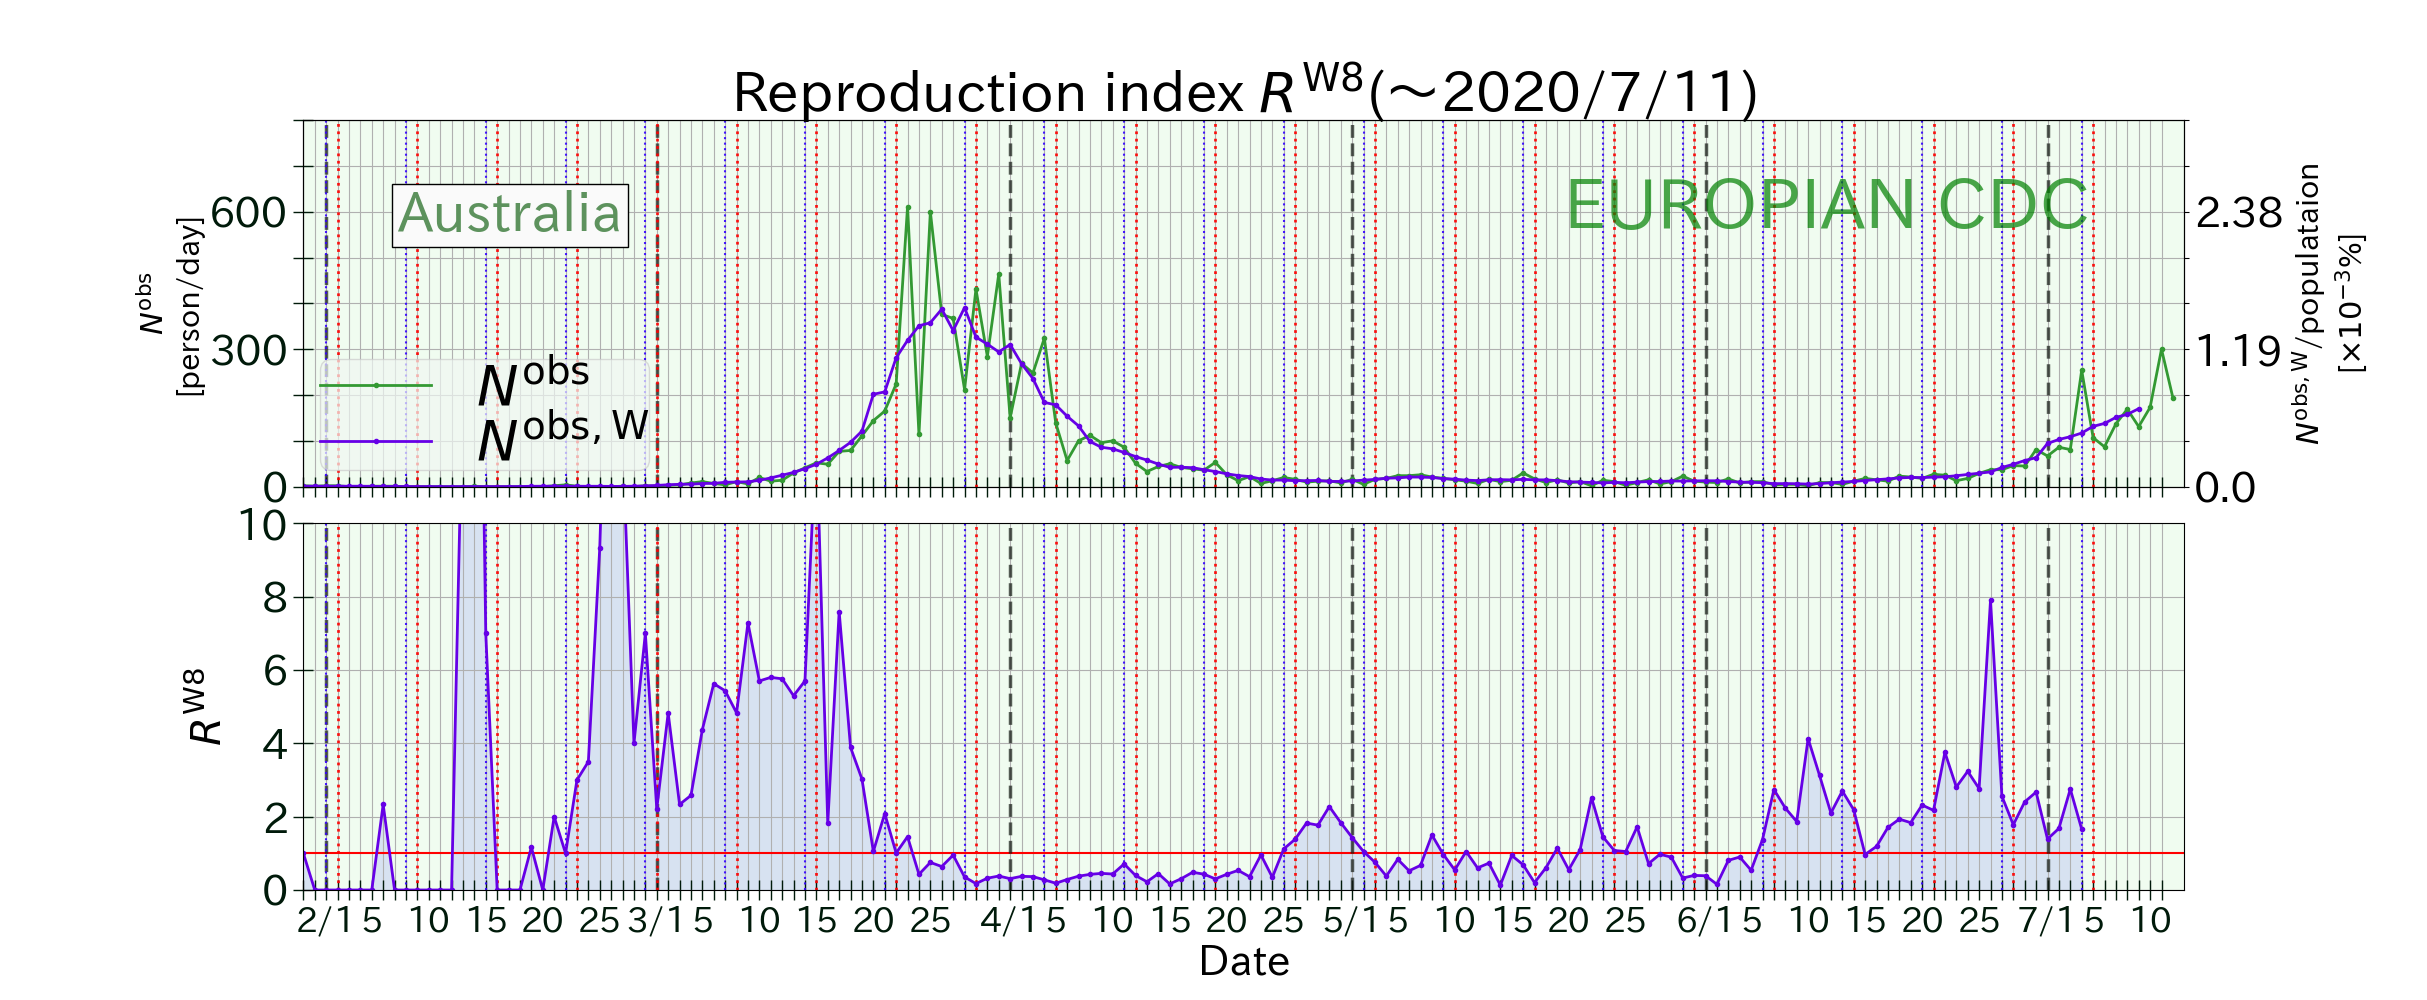 Reproduction index R^W8(～2020/7/11)
Australia
EUROPIAN CDC
N^obs
[person/day]
600
300
0
N^obs
N^obs, W
2.38
1.19
0.0
N^obs, W/populataion
[×10^−3%]
10
8
6
4
2
0
R^W8
2/1 5 10 15 20 25 3/1 5 10 15 20 25 4/1 5 10 15 20 25 5/1 5 10 15 20 25 6/1 5 10 15 20 25 7/1 5 10
Date